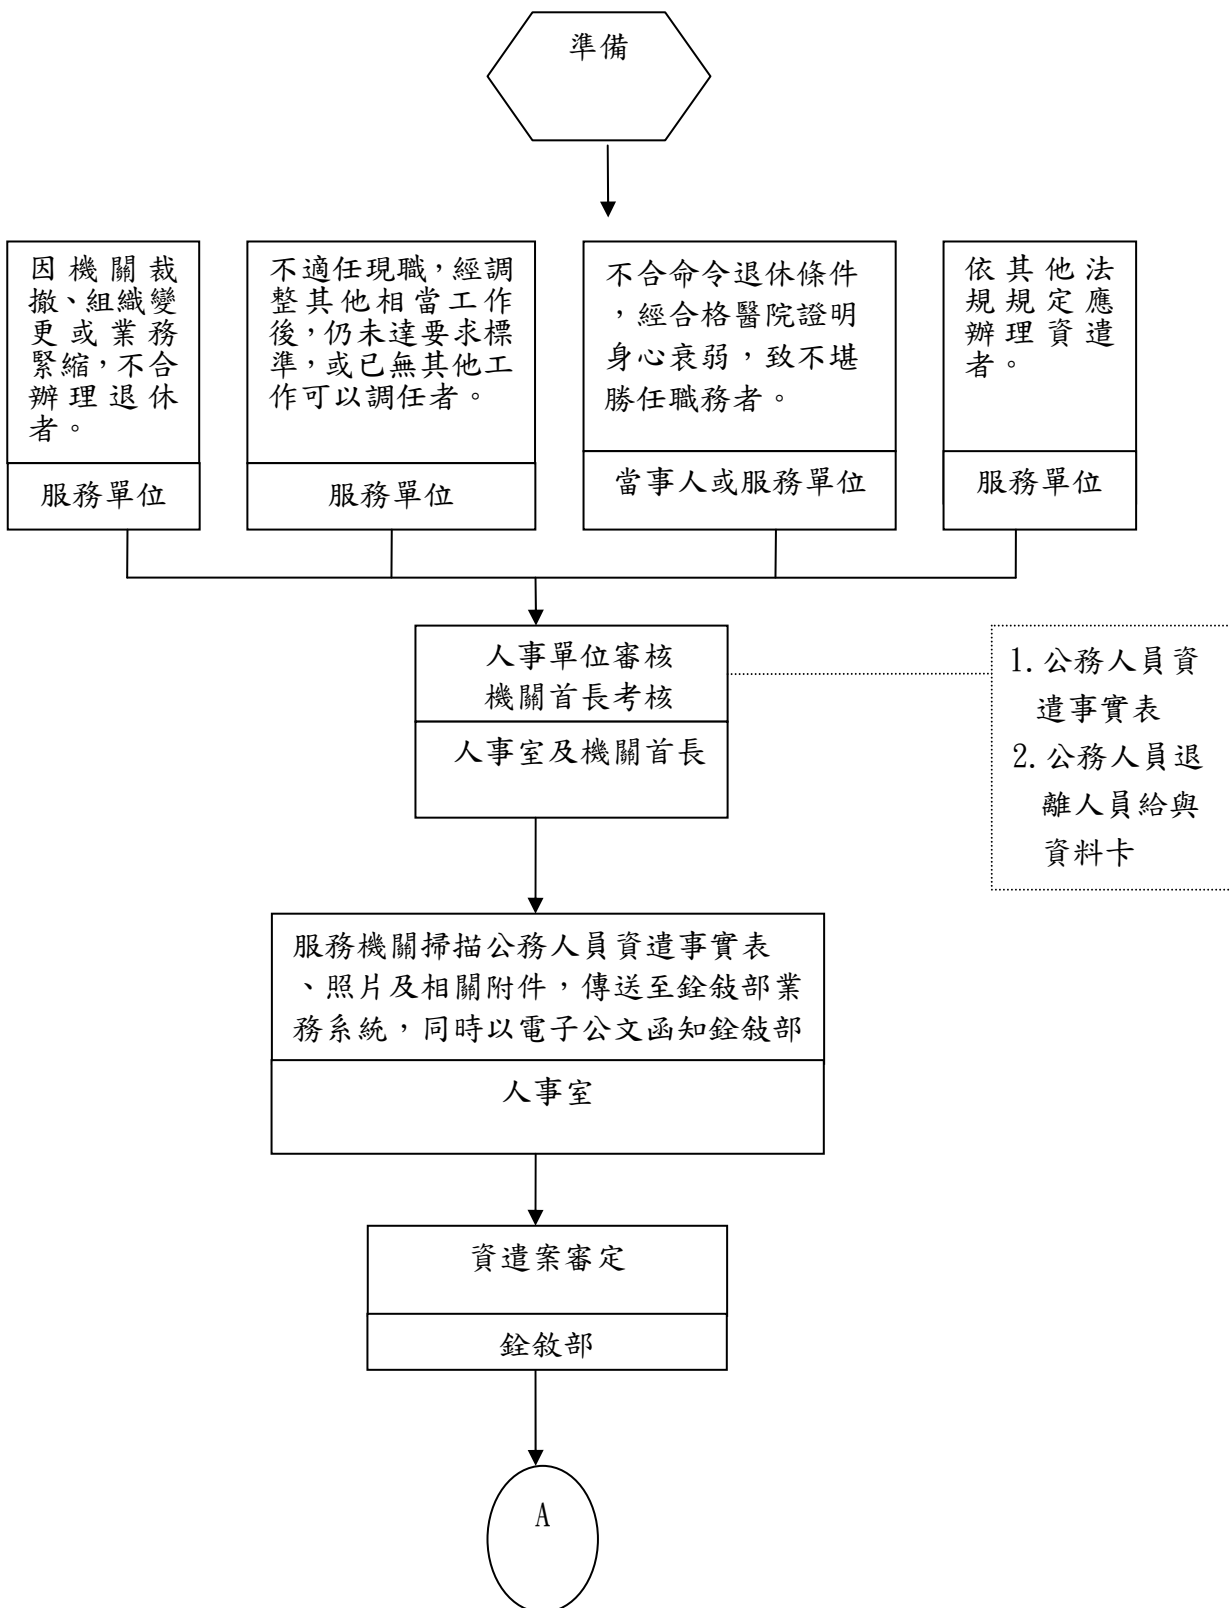 準備
因機關裁
撤、組織變
更或業務
緊縮，不合
辦理退休
者。
服務單位
不適任現職，經調
整其他相當工作
後，仍未達要求標
準，或已無其他工
作可以調任者。
服務單位
不合命令退休條件
，經合格醫院證明
身心衰弱，致不堪
勝任職務者。
當事人或服務單位
依其他法
規規定應
辦理資遣
者。
服務單位
人事單位審核
機關首長考核
人事室及機關首長
1. 公務人員資
遣事實表
2. 公務人員退
離人員給與
資料卡
服務機關掃描公務人員資遣事實表
、照片及相關附件，傳送至銓敘部業
務系統，同時以電子公文函知銓敘部
人事室
資遣案審定
銓敘部
A